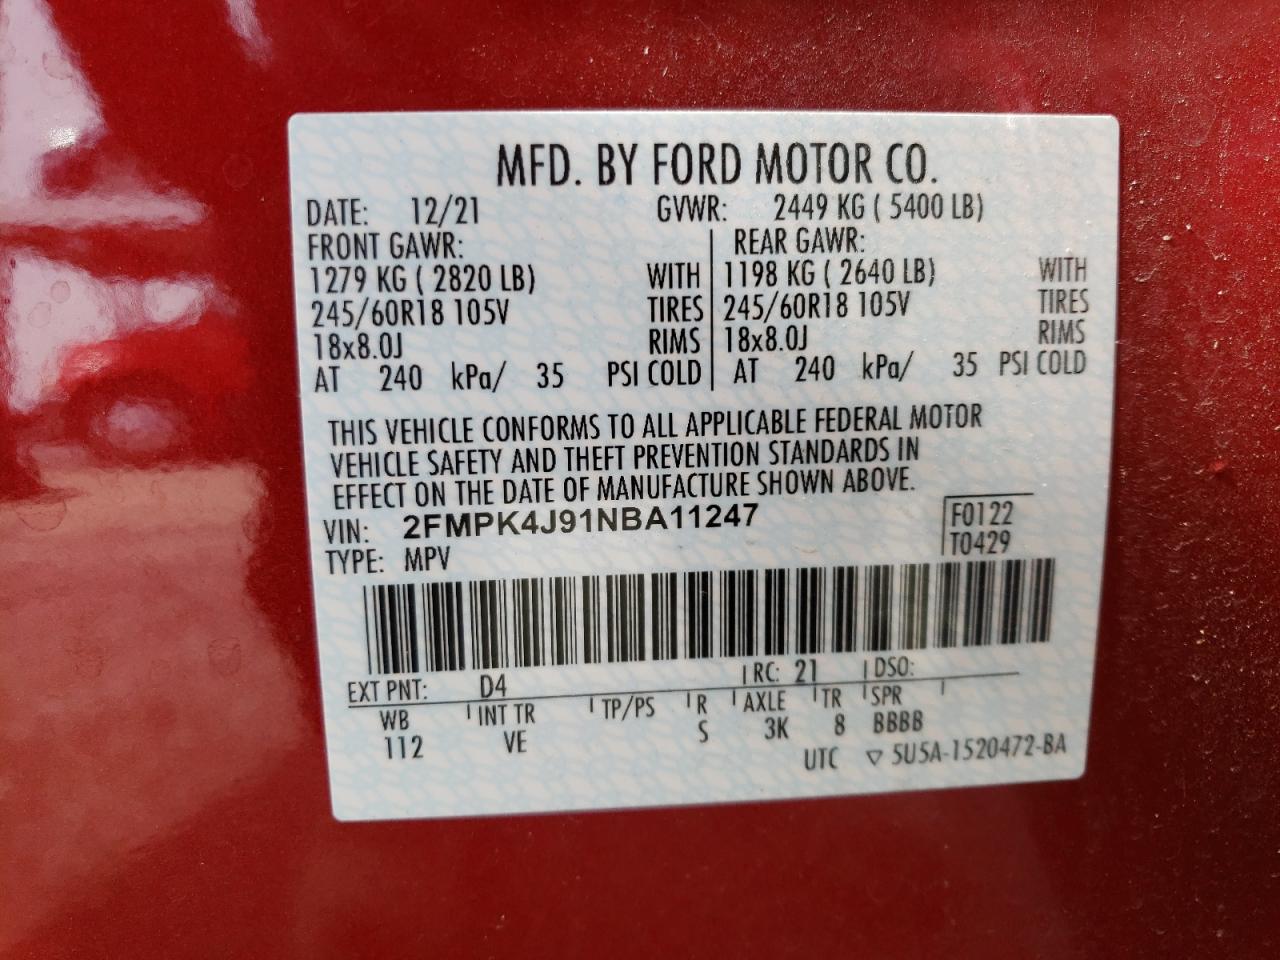 MFD. BY FORD MOTOR CO.
DATE: 12/21 GVWR: 2449 KG ( 5400 LB)
FRONT GAWR: REAR GAWR:
1279 KG ( 2820 LB) WITH 1198 KG ( 2640 LB) WITH
245/60R18 105V TIRES 245/60R18 105V TIRES
18x8.0J RIMS 18x8.0J RIMS
AT 240 kPa/ 35 PSI COLD AT 240 kPa/ 35 PSI COLD
THIS VEHICLE CONFORMS TO ALL APPLICABLE FEDERAL MOTOR
VEHICLE SAFETY AND THEFT PREVENTION STANDARDS IN
EFFECT ON THE DATE OF MANUFACTURE SHOWN ABOVE.
VIN: 2FMPK4J91NBA11247 F0122
TYPE: MPV T0429
EXT PNT: D4 RC: 21 DSO:
WB INT TR TP/PS R AXLE TR SPR
112 VE S 3K 8 BBBB
UTC ▽ 5U5A-1520472-BA